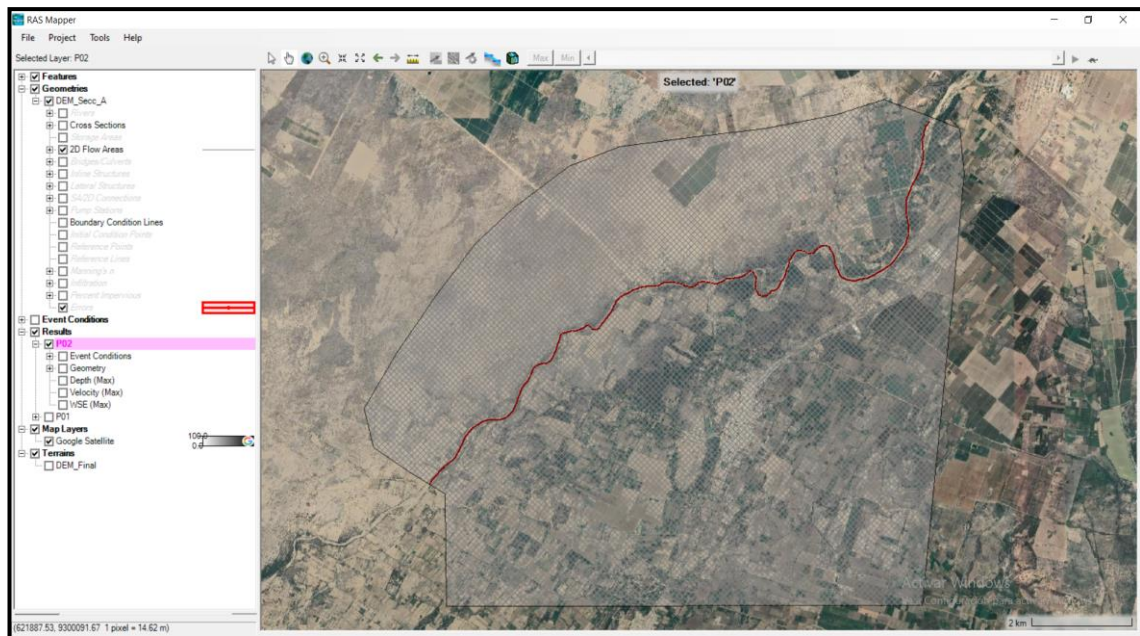 RAS Mapper
File Project Tools Help
Selected Layer: P02
Max Min
Features
Geometries
DEM_Secc_A
Rivers
Cross Sections
Storage Areas
2D Flow Areas
Bridges/Culverts
Inline Structures
Lateral Structures
SA/2D Connections
Pump Stations
Boundary Condition Lines
Initial Condition Points
Reference Points
Reference Lines
Manning's n
Infiltration
Percent Impervious
Errors
Event Conditions
Results
P02
Event Conditions
Geometry
Depth (Max)
Velocity (Max)
WSE (Max)
P01
Map Layers
Google Satellite
100.0
0.0
Terrains
DEM_Final
Selected: 'P02'
Activar Windows
2 km
(621887.53, 9300091.67 1 pixel = 14.62 m)